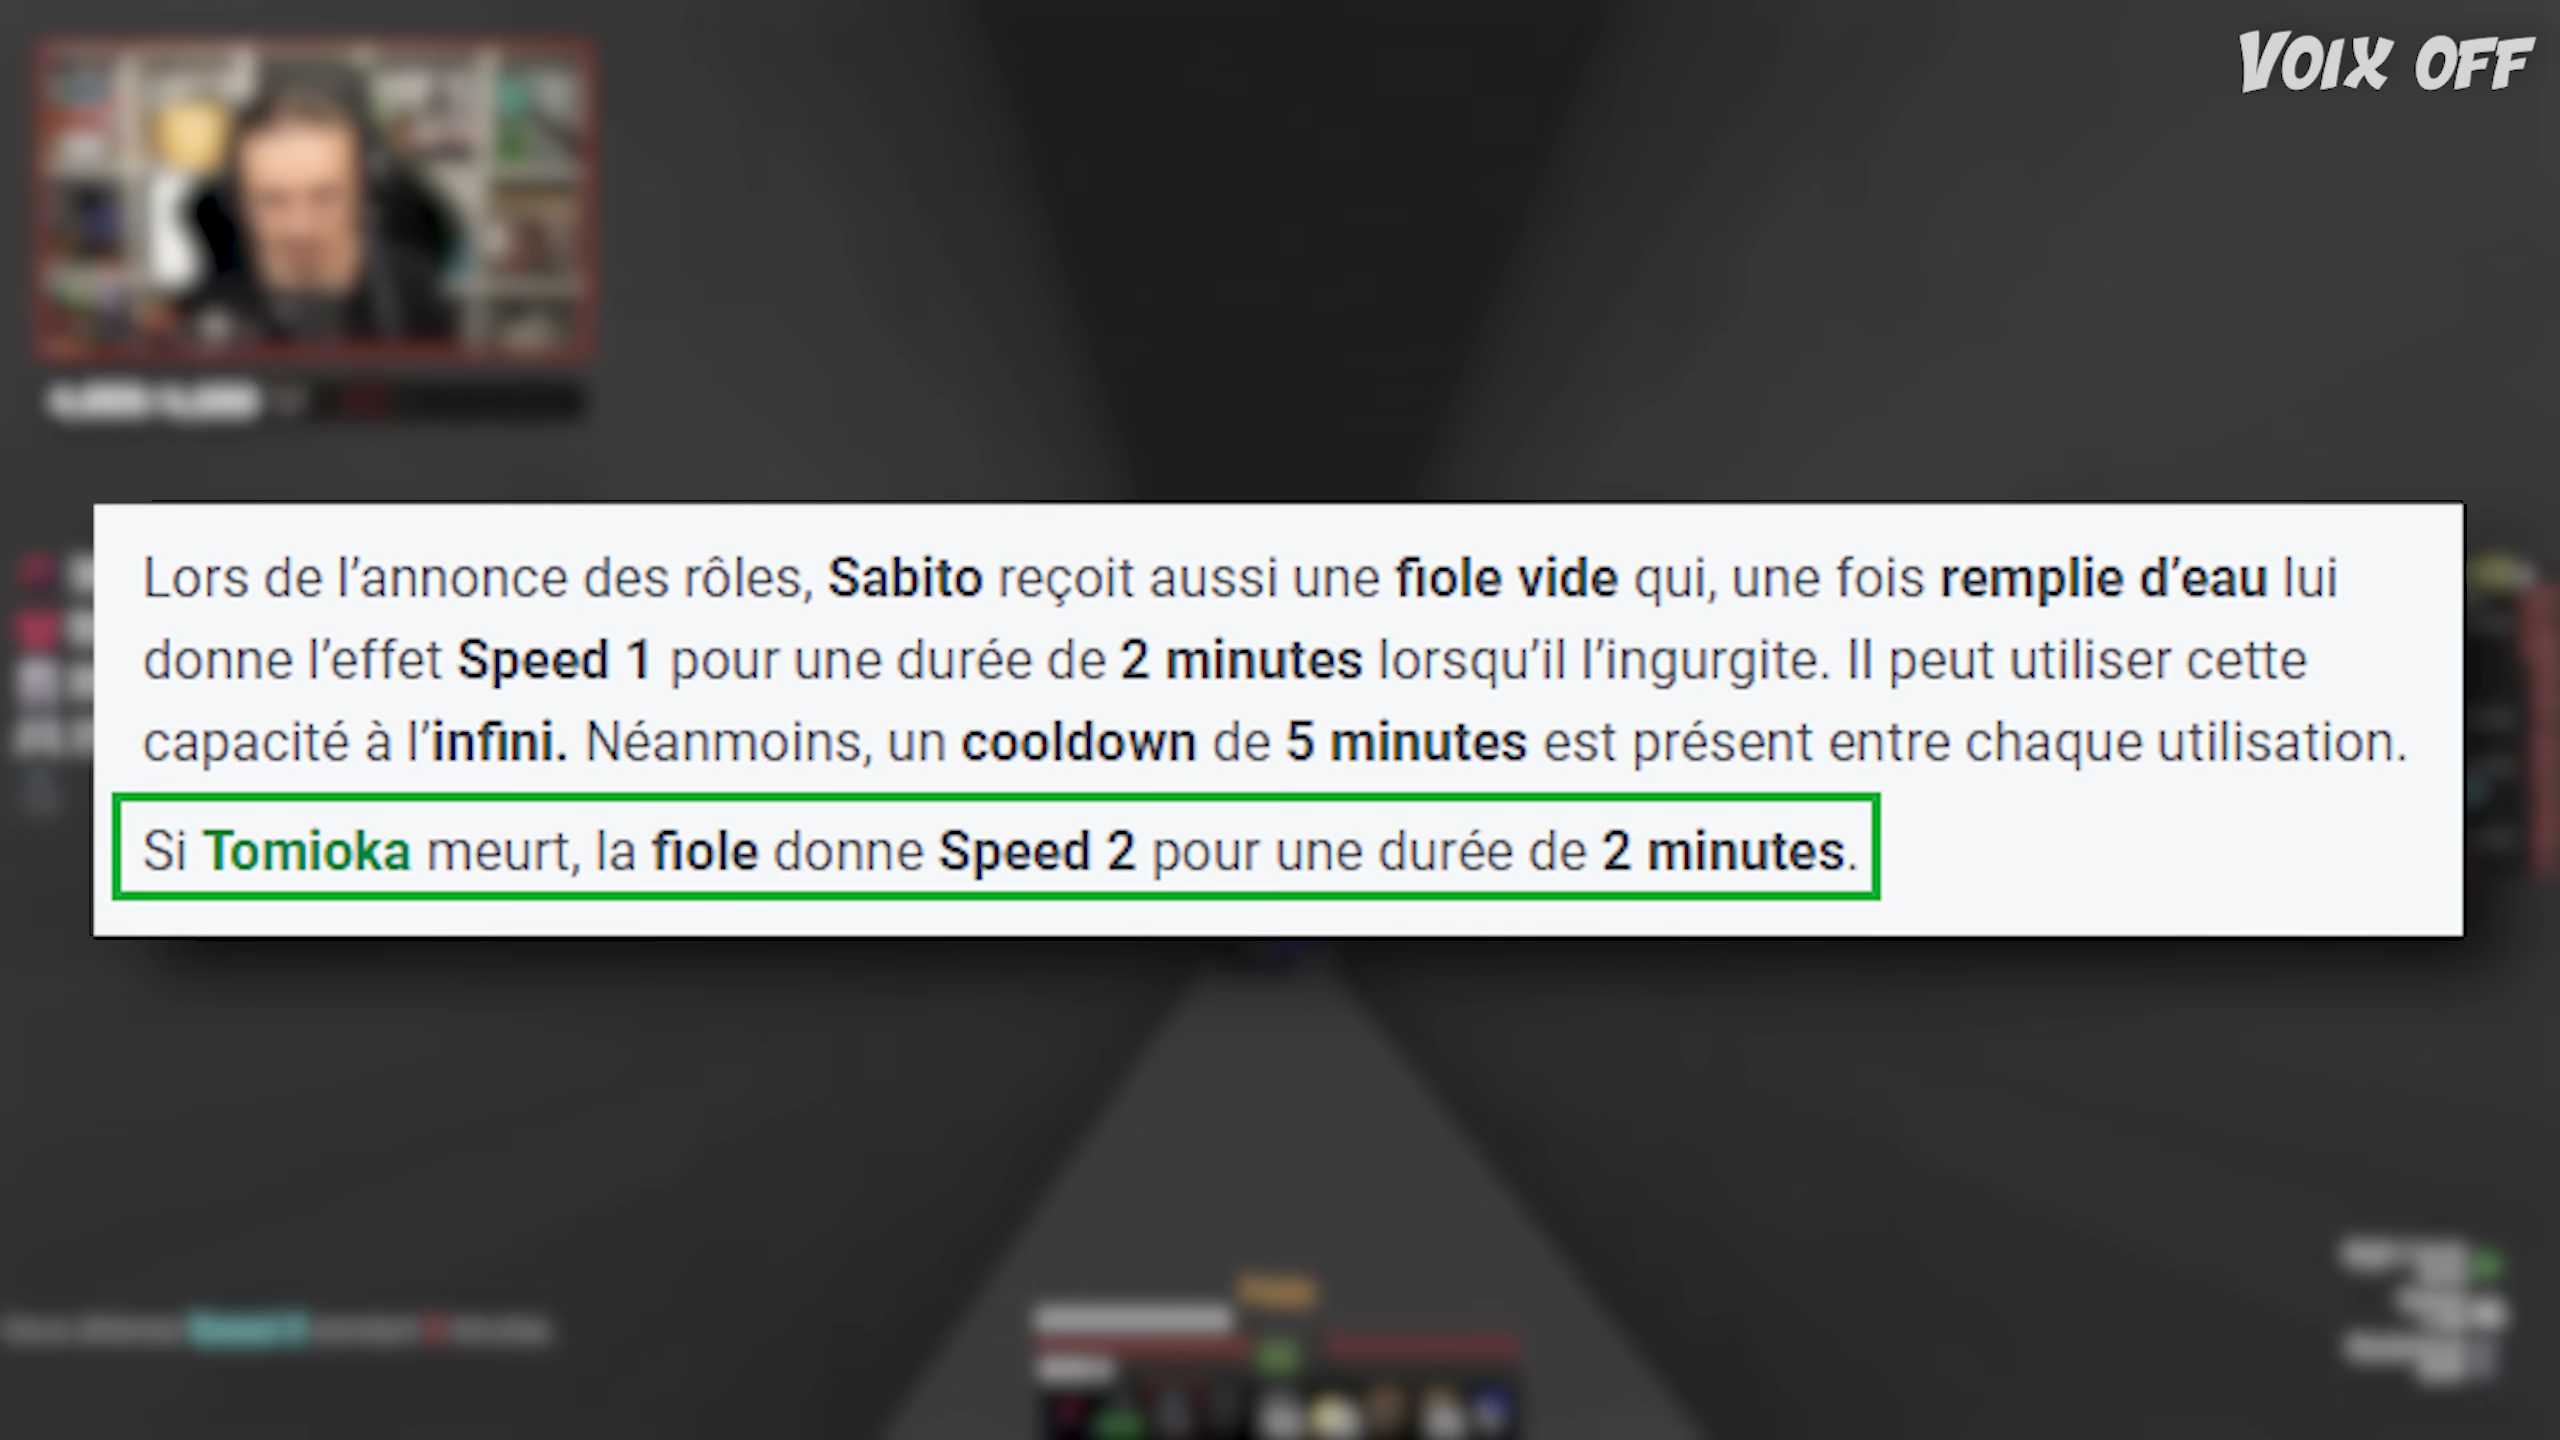 VOIX OFF
Lors de l’annonce des rôles, Sabito reçoit aussi une fiole vide qui, une fois remplie d’eau lui
donne l’effet Speed 1 pour une durée de 2 minutes lorsqu’il l’ingurgite. Il peut utiliser cette
capacité à l’infini. Néanmoins, un cooldown de 5 minutes est présent entre chaque utilisation.
Si Tomioka meurt, la fiole donne Speed 2 pour une durée de 2 minutes.